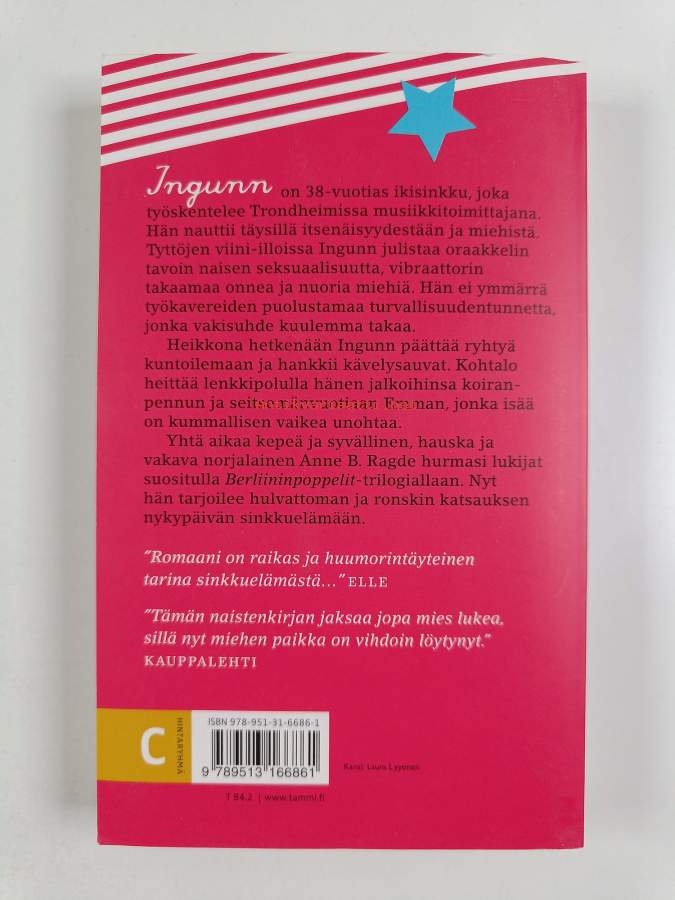 Ingunn on 38-vuotias ikisinkku, joka
työskentelee Trondheimissa musiikkitoimittajana.
Hän nauttii täysillä itsenäisyydestään ja miehistä.
Tyttöjen viini-illoissa Ingunn julistaa oraakkelin
tavoin naisen seksuaalisuutta, vibraattorin
takaamaa onnea ja nuoria miehiä. Hän ei ymmärrä
työkavereiden puolustamaa turvallisuudentunnetta,
jonka vakisuhde kuulemma takaa.
Heikkona hetkenään Ingunn päättää ryhtyä
kuntoilemaan ja hankkii kävelysauvat. Kohtalo
heittää lenkkipolulla hänen jalkoihinsa koiran-
pennun ja seitsemänvuotiaan Emman, jonka isää
on kummallisen vaikea unohtaa.
Yhtä aikaa kepeä ja syvällinen, hauska ja
vakava norjalainen Anne B. Ragde hurmasi lukijat
suositulla Berliininpoppelit-trilogiallaan. Nyt
hän tarjoilee hulvattoman ja ronskin katsauksen
nykypäivän sinkkuelämään.
"Romaani on raikas ja huumorintäyteinen
tarina sinkkuelämästä..." ELLE
"Tämän naistenkirjan jaksaa jopa mies lukea,
sillä nyt miehen paikka on vihdoin löytynyt."
KAUPPALEHTI
C
HINTARYHMÄ
ISBN 978-951-31-6686-1
9 789513 166861
Kansi: Laura Lyytinen
T 84.2 | www.tammi.fi